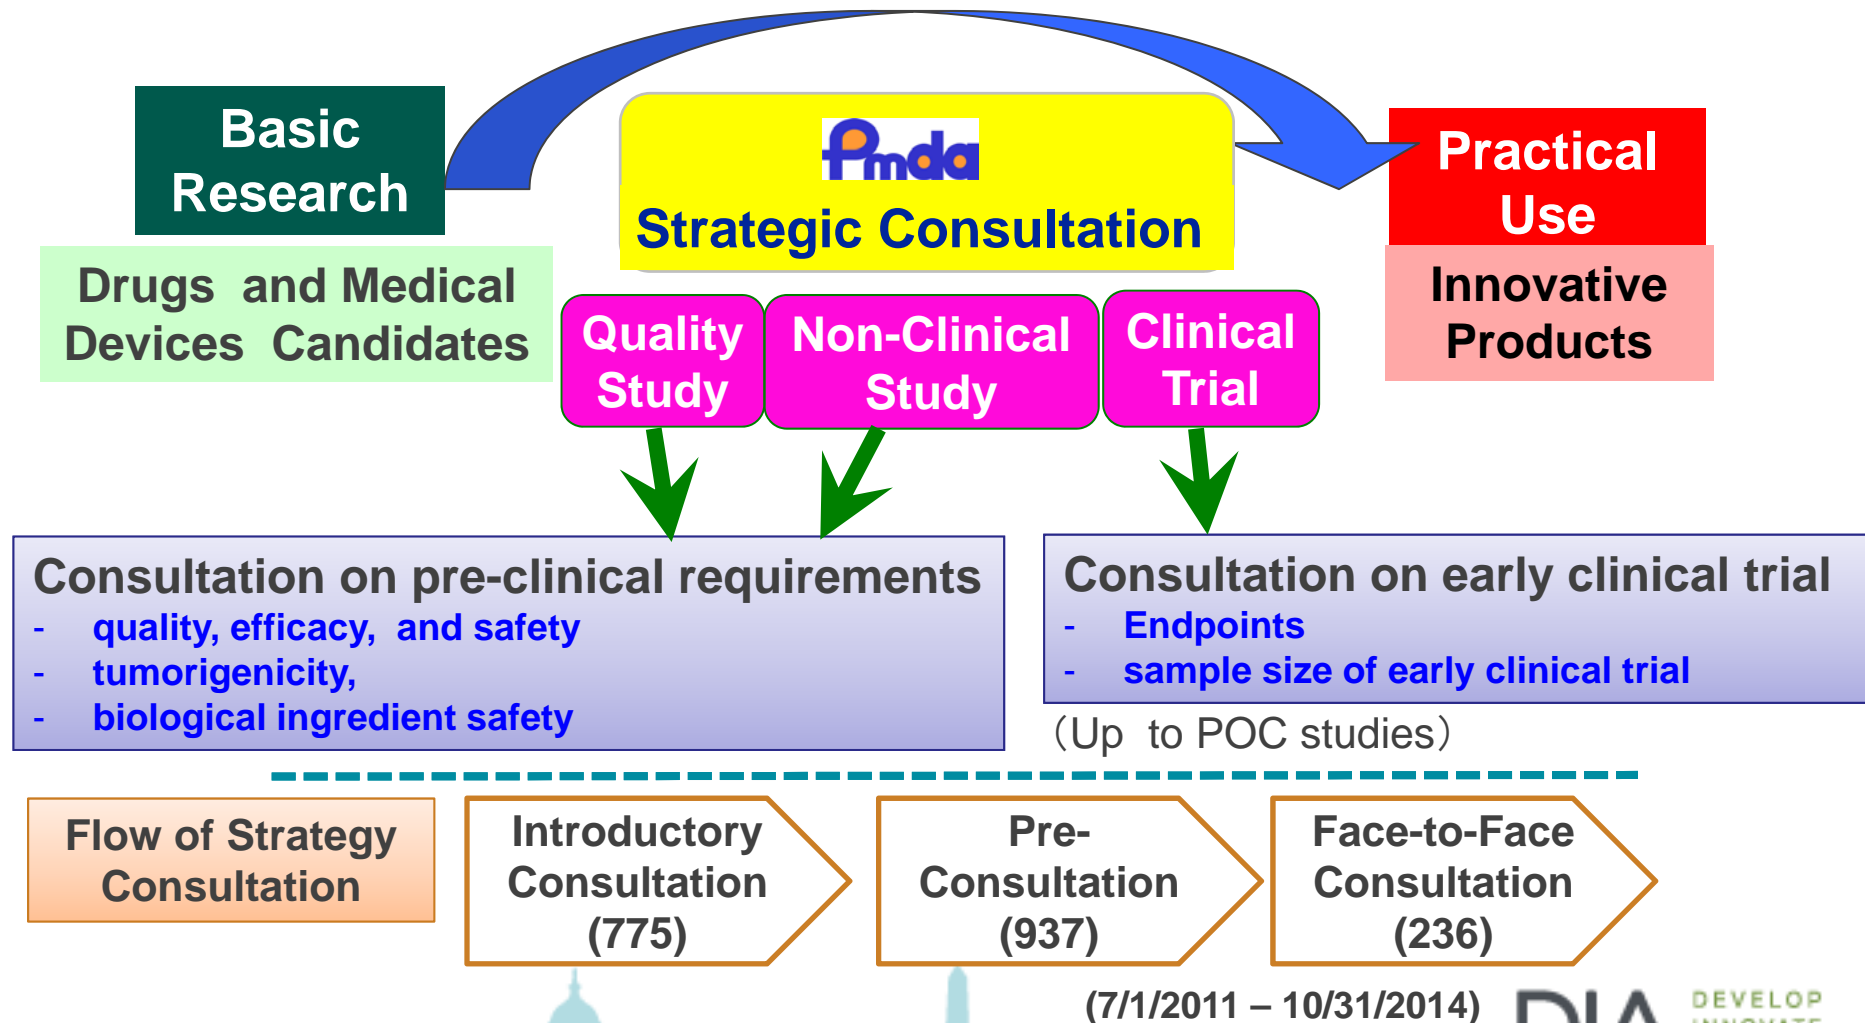 Basic
Research
Pmda
Strategic Consultation
Practical
Use
Drugs and Medical
Devices Candidates
Innovative
Products
Quality
Study
Non-Clinical
Study
Clinical
Trial
Consultation on pre-clinical requirements
- quality, efficacy, and safety
- tumorigenicity,
- biological ingredient safety
Consultation on early clinical trial
- Endpoints
- sample size of early clinical trial
（Up to POC studies）
Flow of Strategy
Consultation
Introductory
Consultation
(775)
Pre-
Consultation
(937)
Face-to-Face
Consultation
(236)
(7/1/2011 – 10/31/2014)
DIA
DEVELOP
INNOVATE